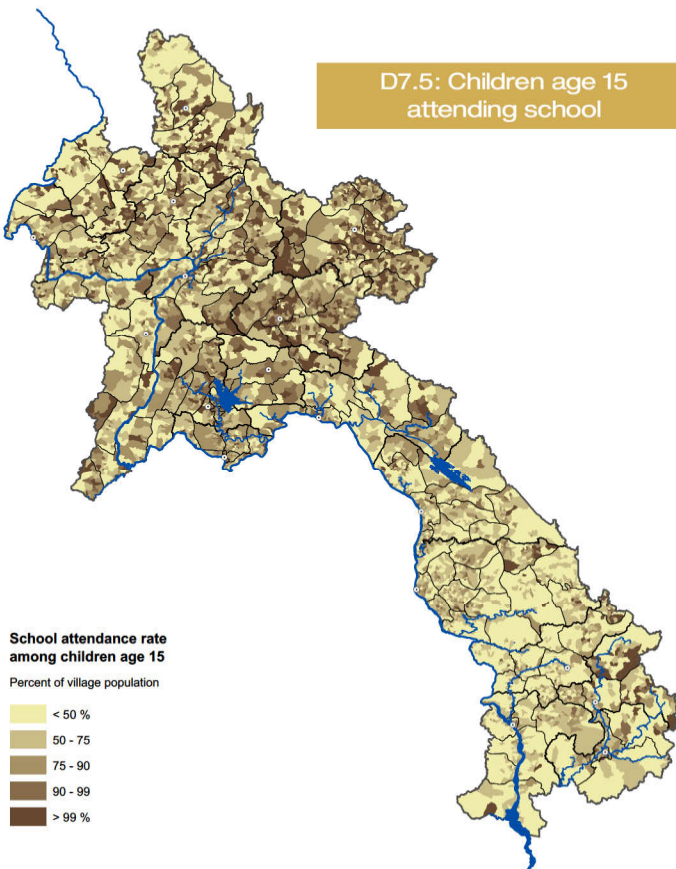 D7.5: Children age 15
attending school
School attendance rate
among children age 15
Percent of village population
< 50 %
50 - 75
75 - 90
90 - 99
> 99 %